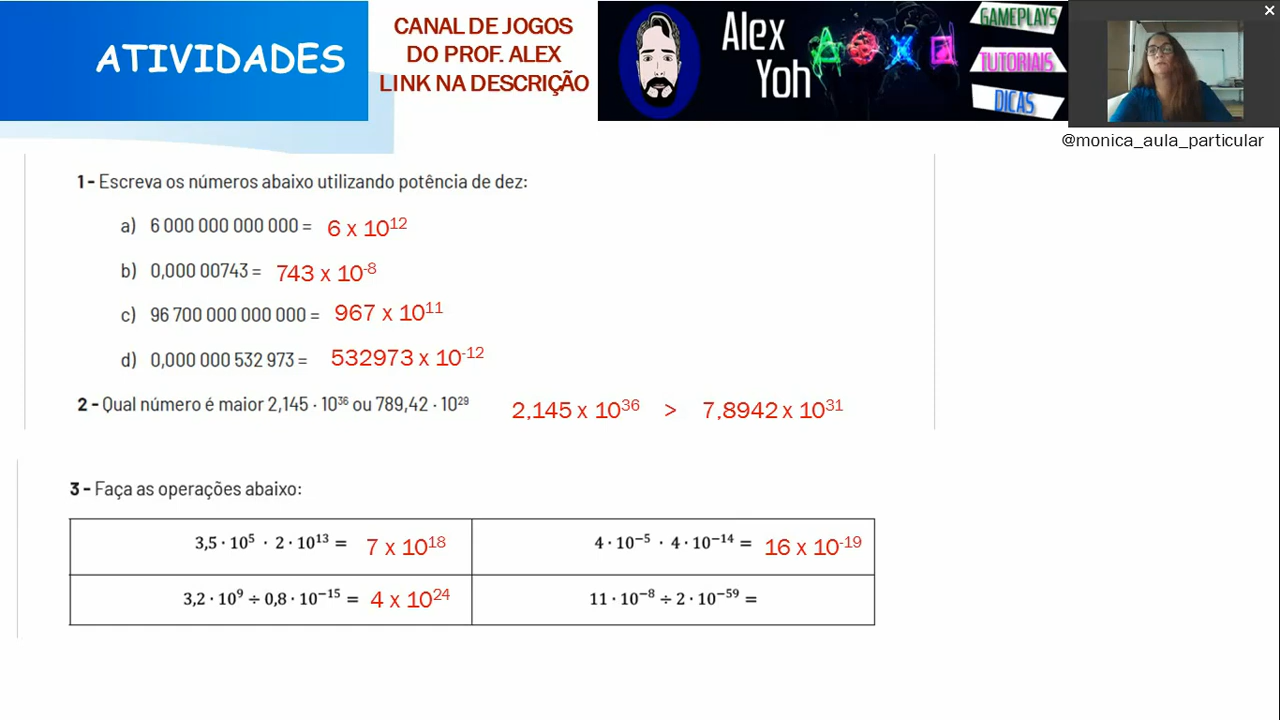 ATIVIDADES
CANAL DE JOGOS
DO PROF. ALEX
LINK NA DESCRIÇÃO
Alex
Yoh
GAMEPLAYS
TUTORIAIS
DICAS
@monica_aula_particular
1 - Escreva os números abaixo utilizando potência de dez:
a) 6 000 000 000 000 = 6 x 10¹²
b) 0,000 00743 = 743 x 10⁻⁸
c) 96 700 000 000 000 = 967 x 10¹¹
d) 0,000 000 532 973 = 532973 x 10⁻¹²
2 - Qual número é maior 2,145 · 10³⁶ ou 789,42 · 10²⁹ 2,145 x 10³⁶ > 7,8942 x 10³¹
3 - Faça as operações abaixo:
3,5 · 10⁵ · 2 · 10¹³ = 7 x 10¹⁸
4 · 10⁻⁵ · 4 · 10⁻¹⁴ = 16 x 10⁻¹⁹
3,2 · 10⁹ ÷ 0,8 · 10⁻¹⁵ = 4 x 10²⁴
11 · 10⁻⁸ ÷ 2 · 10⁻⁵⁹ =